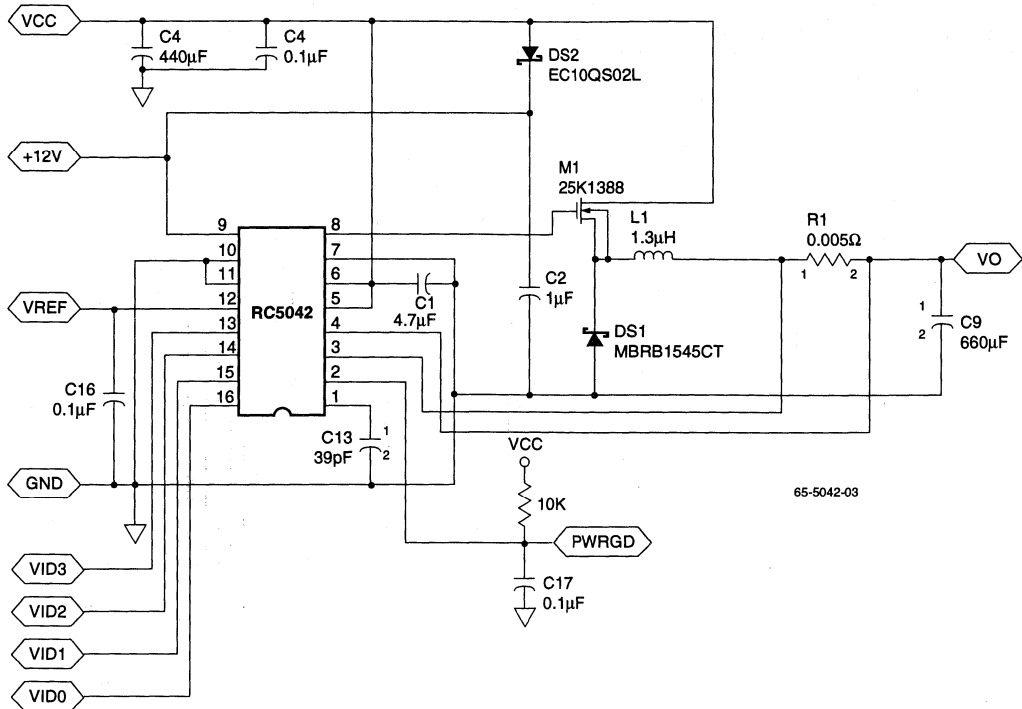 VCC
C4
440µF
C4
0.1µF
DS2
EC10QS02L
+12V
M1
25K1388
L1
1.3µH
R1
0.005Ω
1
2
VO
9
10
11
12
13
14
15
16
RC5042
8
7
6
5
4
3
2
1
C1
4.7µF
C2
1µF
DS1
MBRB1545CT
1
2
C9
660µF
VREF
C16
0.1µF
C13
39pF
1
2
VCC
10K
GND
65-5042-03
PWRGD
C17
0.1µF
VID3
VID2
VID1
VID0